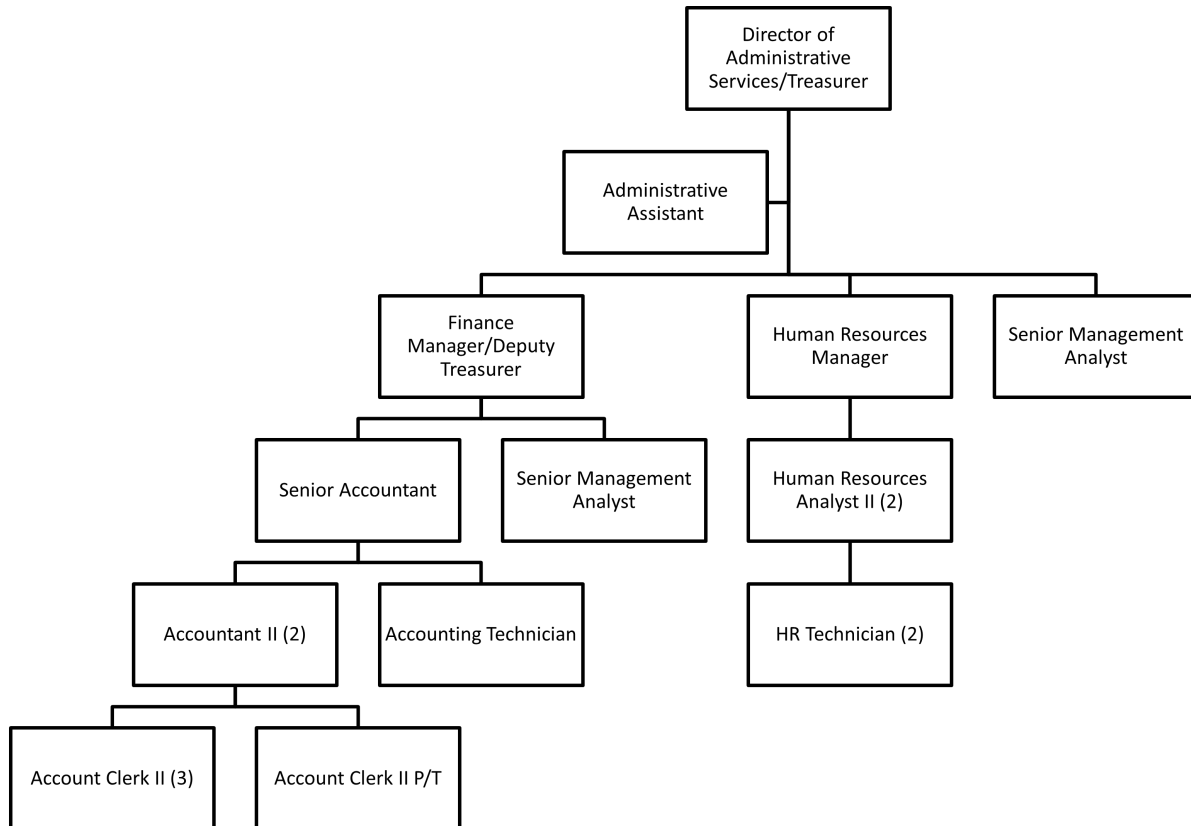 Director of
Administrative
Services/Treasurer
Administrative
Assistant
Finance
Manager/Deputy
Treasurer
Human Resources
Manager
Senior Management
Analyst
Senior Accountant
Senior Management
Analyst
Human Resources
Analyst II (2)
Accountant II (2)
Accounting Technician
HR Technician (2)
Account Clerk II (3)
Account Clerk II P/T